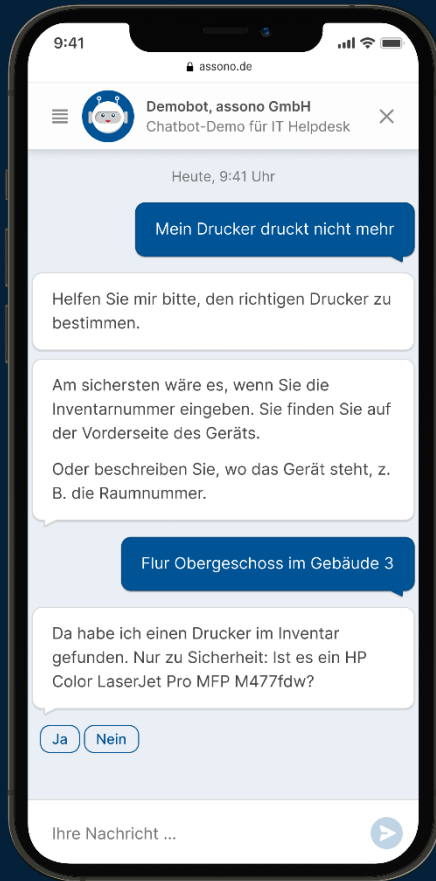 9:41
assono.de
Demobot, assono GmbH
Chatbot-Demo für IT Helpdesk
Heute, 9:41 Uhr
Mein Drucker druckt nicht mehr
Helfen Sie mir bitte, den richtigen Drucker zu
bestimmen.
Am sichersten wäre es, wenn Sie die
Inventarnummer eingeben. Sie finden Sie auf
der Vorderseite des Geräts.
Oder beschreiben Sie, wo das Gerät steht, z.
B. die Raumnummer.
Flur Obergeschoss im Gebäude 3
Da habe ich einen Drucker im Inventar
gefunden. Nur zu Sicherheit: Ist es ein HP
Color LaserJet Pro MFP M477fdw?
Ja Nein
Ihre Nachricht ...